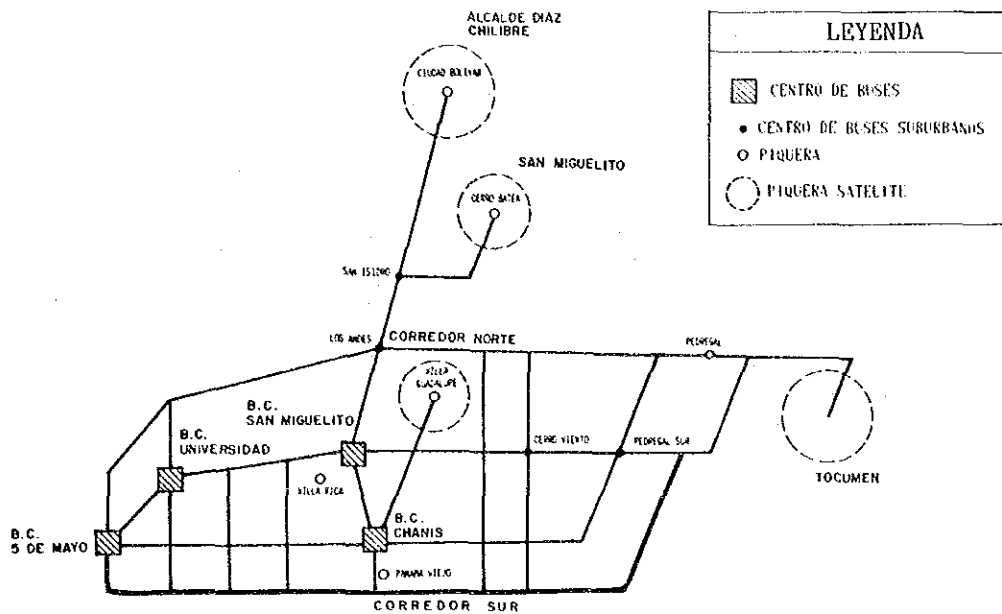 ALCALDE DIAZ
CHILIBRE
CIUDAD BOLIVAR
SAN MIGUELITO
CERRO BATEA
LEYENDA
CENTRO DE BUSES
CENTRO DE BUSES SUBURBANOS
PIQUERA
PIQUERA SATELITE
SAN ISIDRO
LOS ANDES
CORREDOR NORTE
PEDREGAL
VILLA
GUADALUPE
B.C.
SAN MIGUELITO
B.C.
UNIVERSIDAD
CERRO VIENTO
PEDREGAL SUR
TOCUMEN
VILLA RICA
B.C.
CHANIS
B.C.
5 DE MAYO
PANAMA VIEJO
CORREDOR SUR